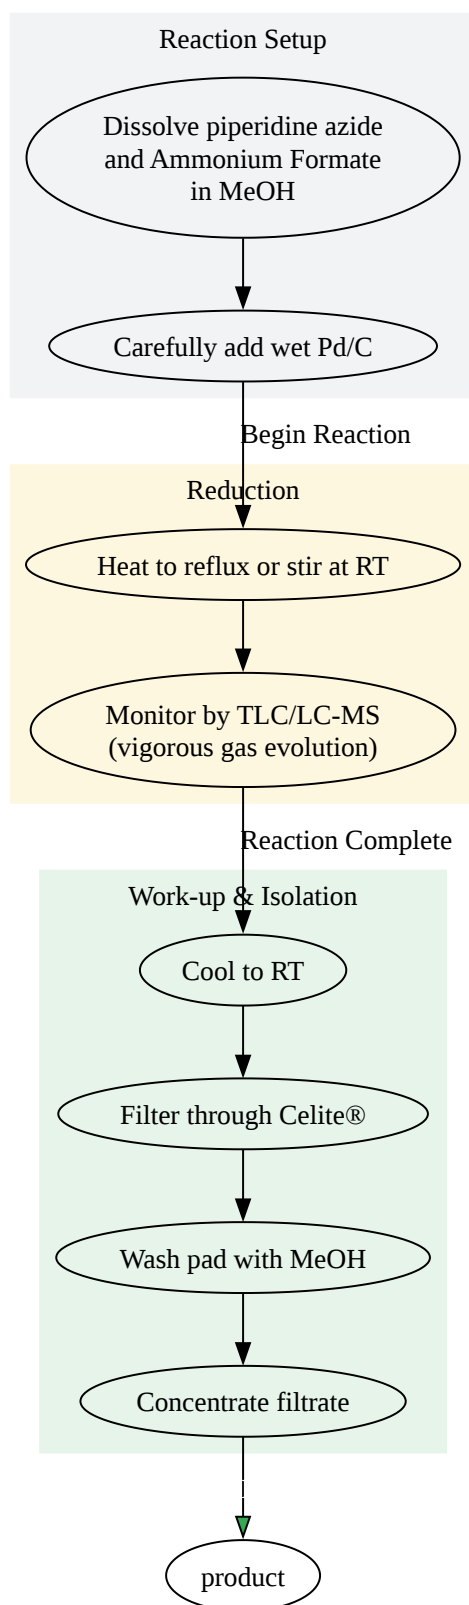 Reaction Setup
Dissolve piperidine azide
and Ammonium Formate
in MeOH
Carefully add wet Pd/C
Begin Reaction
Reduction
Heat to reflux or stir at RT
Monitor by TLC/LC-MS
(vigorous gas evolution)
Reaction Complete
Work-up & Isolation
Cool to RT
Filter through Celite®
Wash pad with MeOH
Concentrate filtrate
product